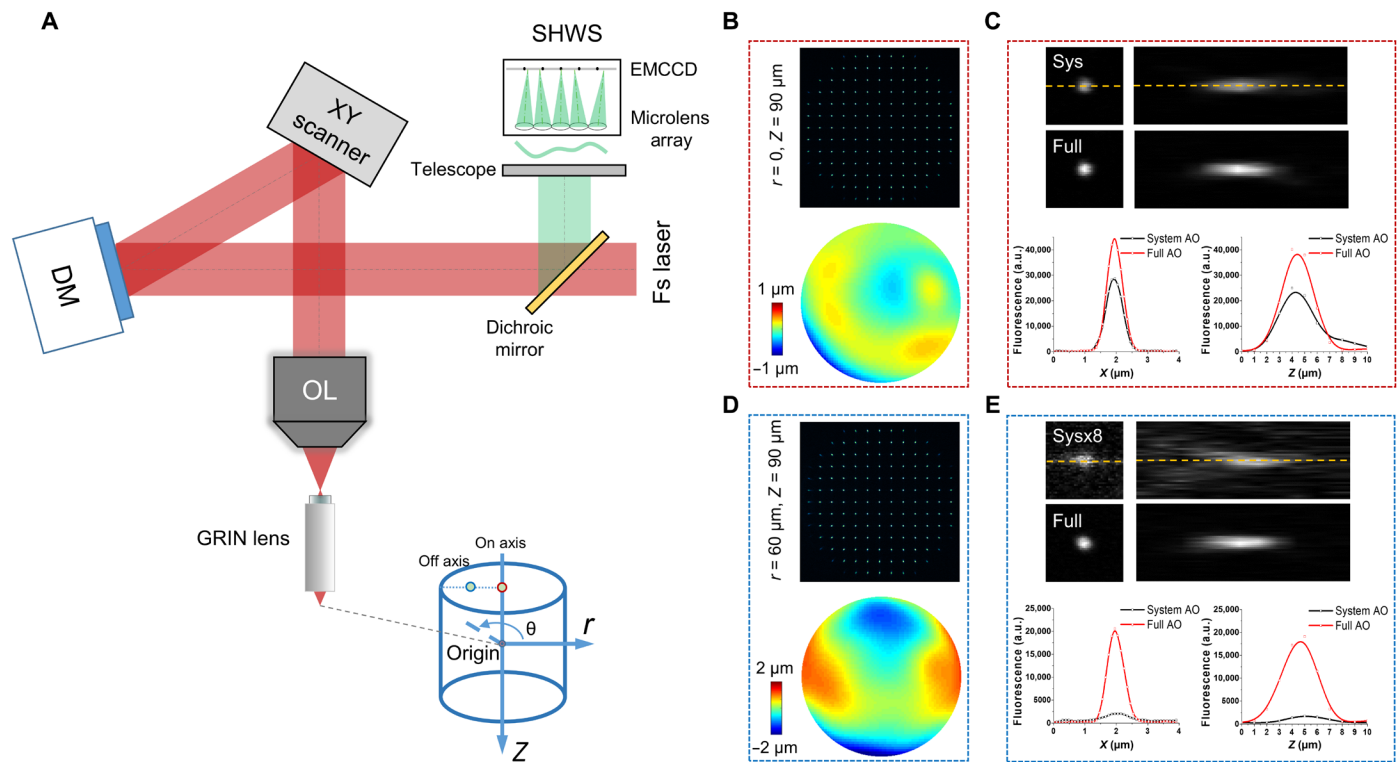 A
SHWS
EMCCD
Microlens
array
Telescope
XY
scanner
DM
Fs laser
Dichroic
mirror
OL
GRIN lens
On axis
Off axis
θ
r
Origin
Z
B
r = 0, Z = 90 µm
1 µm
−1 µm
C
Sys
Full
System AO
Full AO
Fluorescence (a.u.)
40,000
30,000
20,000
10,000
0
0 1 2 3 4
X (µm)
System AO
Full AO
Fluorescence (a.u.)
40,000
30,000
20,000
10,000
0
0 1 2 3 4 5 6 7 8 9 10
Z (µm)
D
r = 60 µm, Z = 90 µm
2 µm
−2 µm
E
Sysx8
Full
System AO
Full AO
Fluorescence (a.u.)
25,000
20,000
15,000
10,000
5000
0
0 1 2 3 4
X (µm)
System AO
Full AO
Fluorescence (a.u.)
25,000
20,000
15,000
10,000
5000
0
0 1 2 3 4 5 6 7 8 9 10
Z (µm)